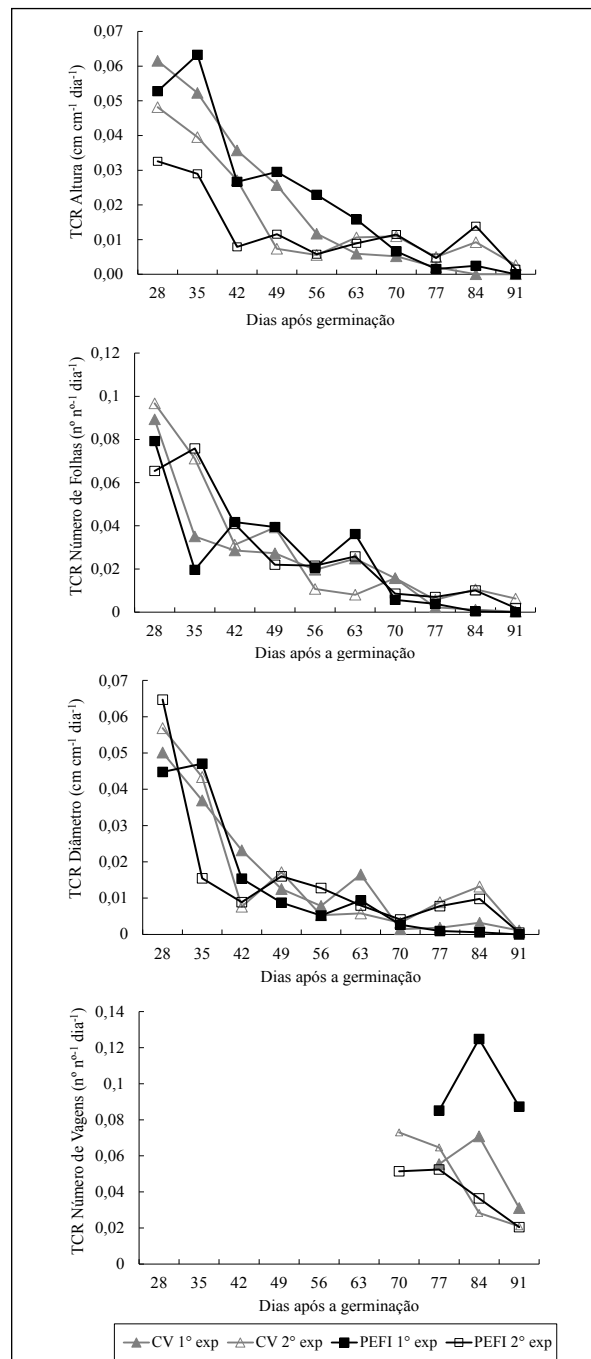 0,07
0,06
0,05
0,04
0,03
0,02
0,01
0,00
TCR Altura (cm cm⁻¹ dia⁻¹)
28 35 42 49 56 63 70 77 84 91
Dias após germinação
0,12
0,1
0,08
0,06
0,04
0,02
0
TCR Número de Folhas (nº nº⁻¹ dia⁻¹)
28 35 42 49 56 63 70 77 84 91
Dias após a germinação
0,07
0,06
0,05
0,04
0,03
0,02
0,01
0
TCR Diâmetro (cm cm⁻¹ dia⁻¹)
28 35 42 49 56 63 70 77 84 91
Dias após a germinação
0,14
0,12
0,1
0,08
0,06
0,04
0,02
0
TCR Número de Vagens (nº nº⁻¹ dia⁻¹)
28 35 42 49 56 63 70 77 84 91
Dias após a germinação
CV 1° exp CV 2° exp PEFI 1° exp PEFI 2° exp